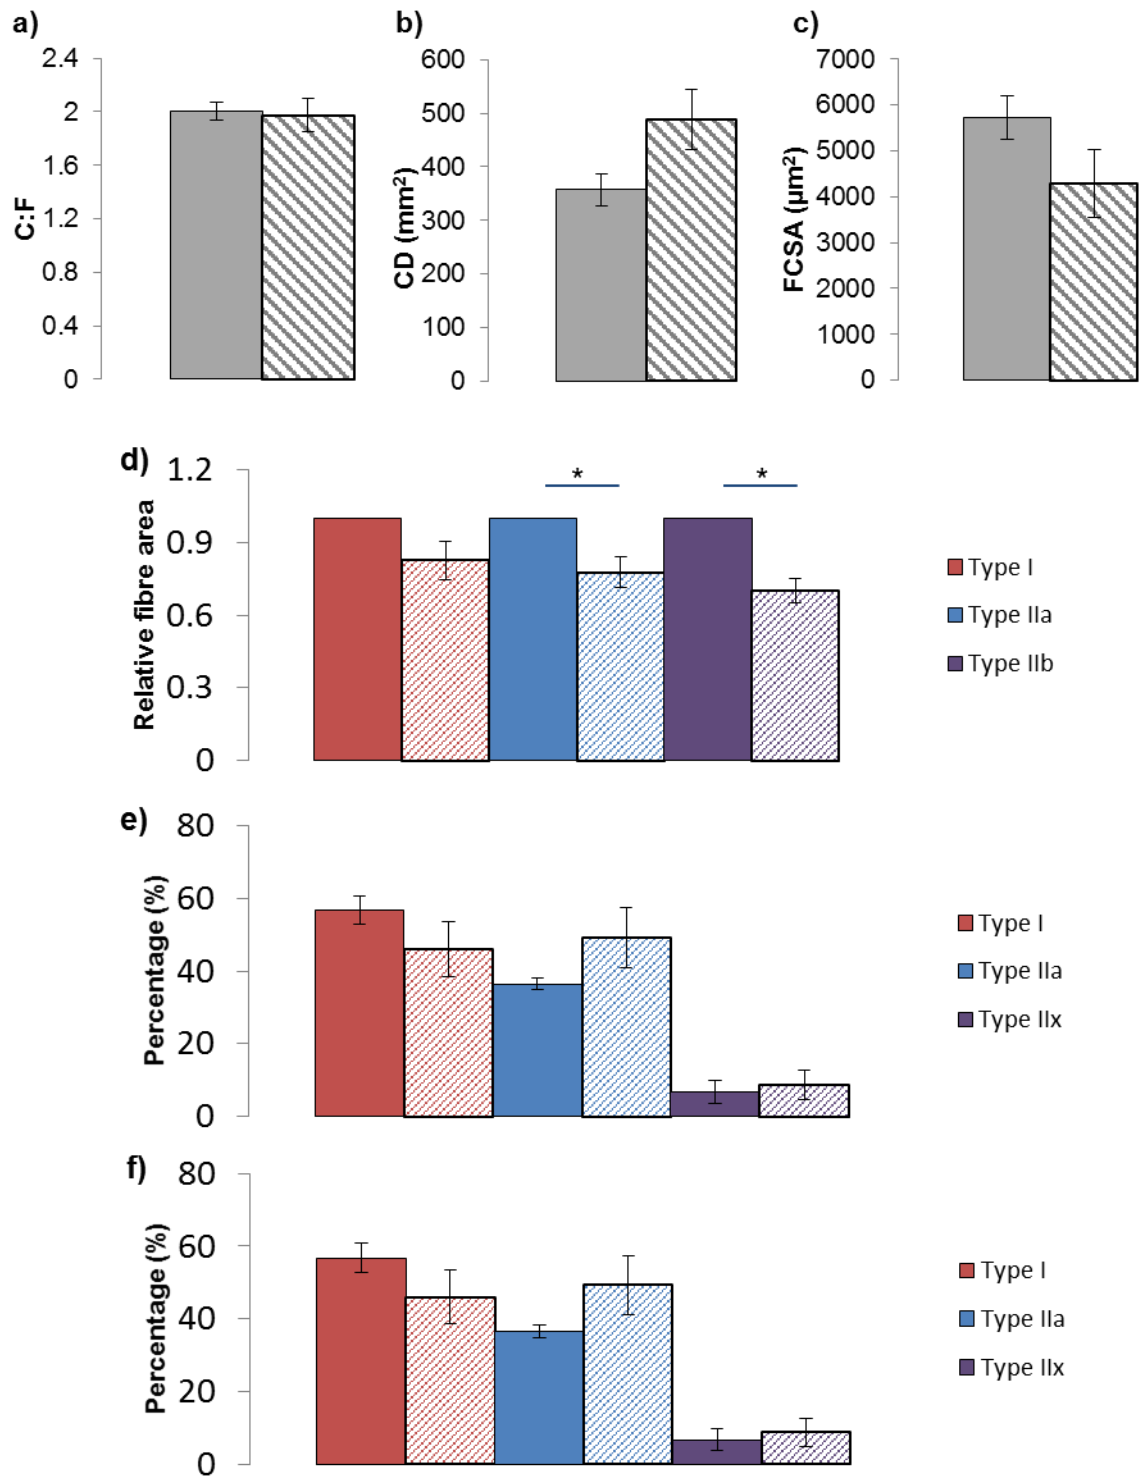 a)
2.4
2
1.6
1.2
0.8
0.4
0
C:F
b)
600
500
400
300
200
100
0
CD (mm²)
c)
7000
6000
5000
4000
3000
2000
1000
0
FCSA (µm²)
d)
1.2
0.9
0.6
0.3
0
Relative fibre area
*
*
Type I
Type IIa
Type IIb
e)
80
60
40
20
0
Percentage (%)
Type I
Type IIa
Type IIx
f)
80
60
40
20
0
Percentage (%)
Type I
Type IIa
Type IIx